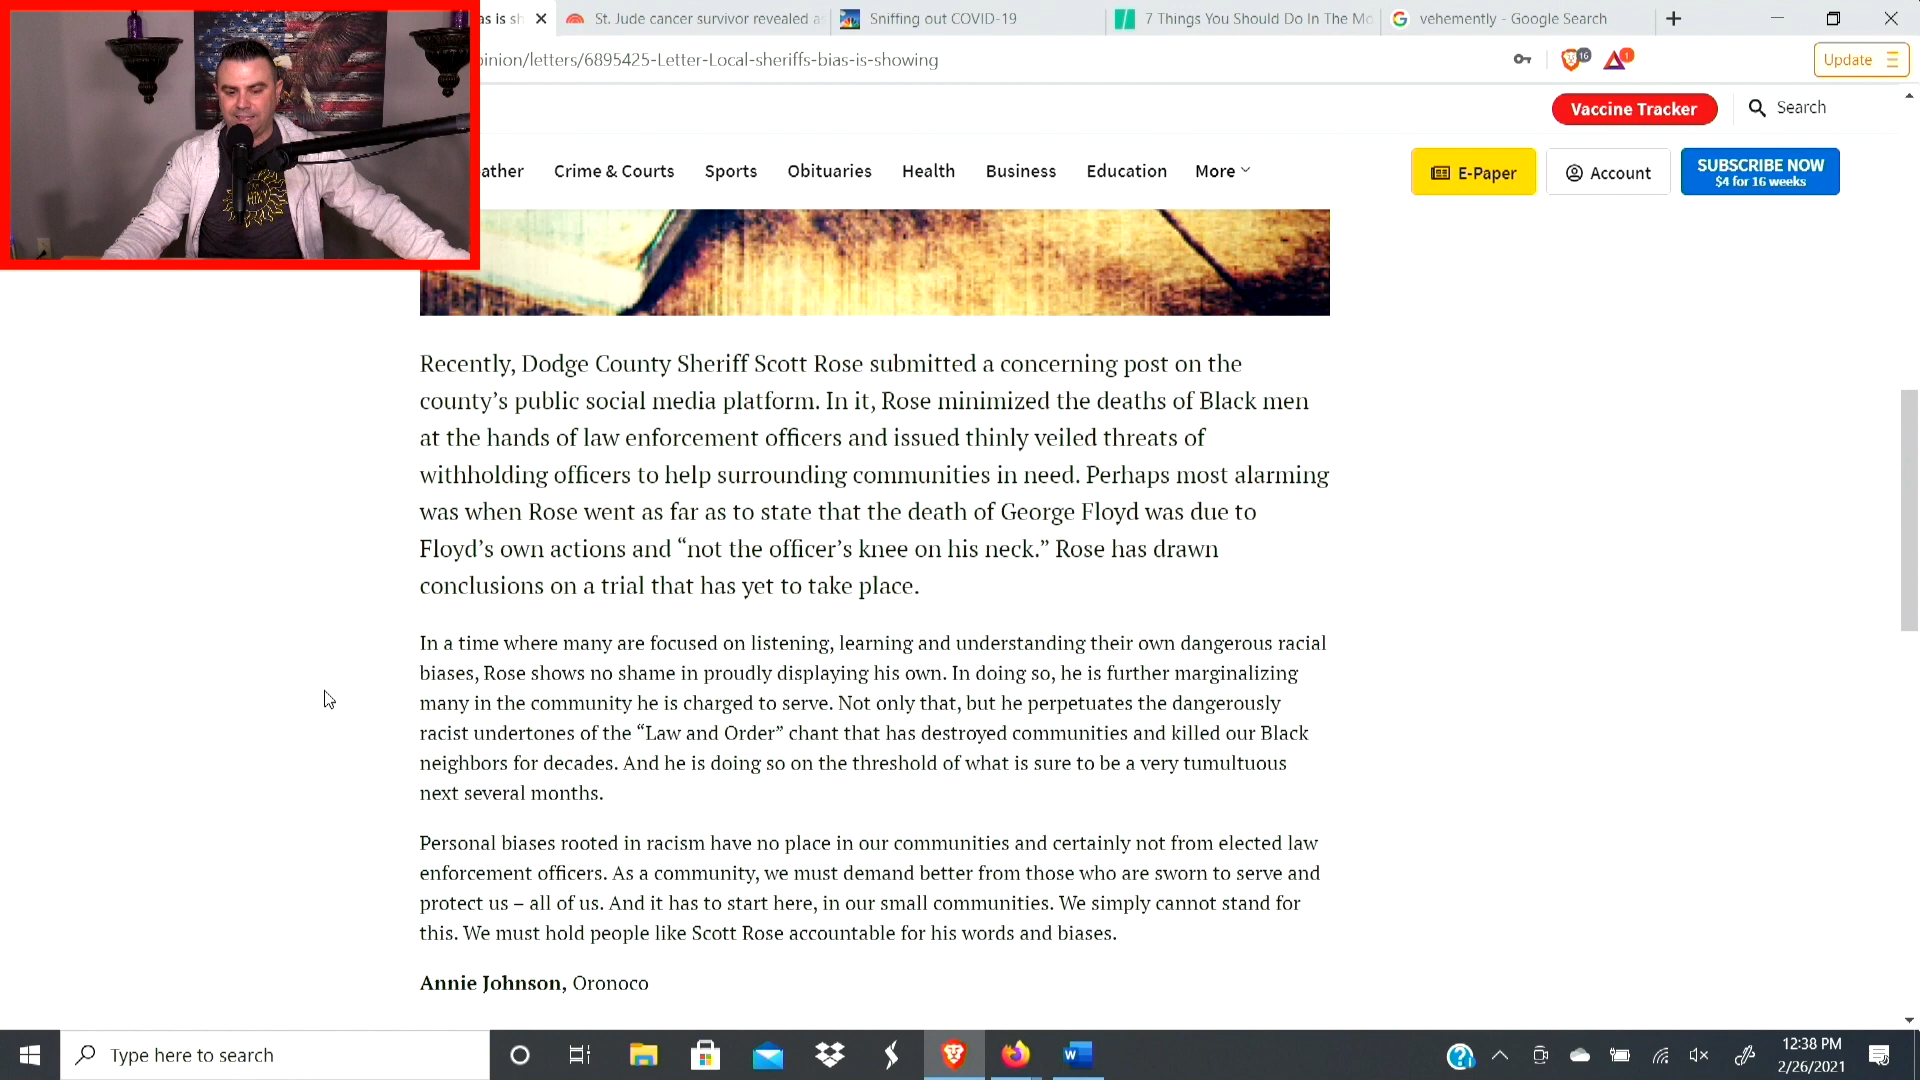 as is sh
St. Jude cancer survivor revealed a
Sniffing out COVID-19
7 Things You Should Do In The Mo
vehemently - Google Search
inion/letters/6895425-Letter-Local-sheriffs-bias-is-showing
16
1
Update
Vaccine Tracker
Search
ather
Crime & Courts
Sports
Obituaries
Health
Business
Education
More
E-Paper
Account
SUBSCRIBE NOW
$4 for 16 weeks
Recently, Dodge County Sheriff Scott Rose submitted a concerning post on the
county’s public social media platform. In it, Rose minimized the deaths of Black men
at the hands of law enforcement officers and issued thinly veiled threats of
withholding officers to help surrounding communities in need. Perhaps most alarming
was when Rose went as far as to state that the death of George Floyd was due to
Floyd’s own actions and “not the officer’s knee on his neck.” Rose has drawn
conclusions on a trial that has yet to take place.
In a time where many are focused on listening, learning and understanding their own dangerous racial
biases, Rose shows no shame in proudly displaying his own. In doing so, he is further marginalizing
many in the community he is charged to serve. Not only that, but he perpetuates the dangerously
racist undertones of the “Law and Order” chant that has destroyed communities and killed our Black
neighbors for decades. And he is doing so on the threshold of what is sure to be a very tumultuous
next several months.
Personal biases rooted in racism have no place in our communities and certainly not from elected law
enforcement officers. As a community, we must demand better from those who are sworn to serve and
protect us – all of us. And it has to start here, in our small communities. We simply cannot stand for
this. We must hold people like Scott Rose accountable for his words and biases.
Annie Johnson, Oronoco
Type here to search
12:38 PM
2/26/2021